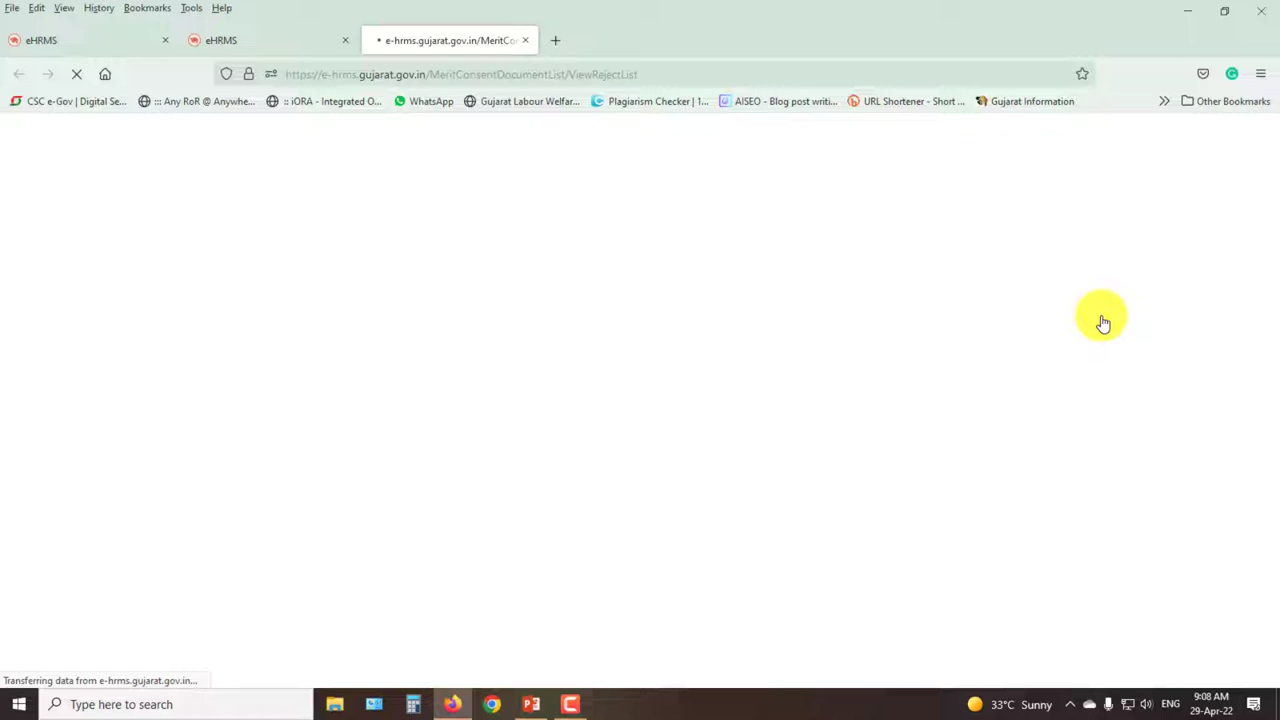 File Edit View History Bookmarks Tools Help
eHRMS eHRMS e-hrms.gujarat.gov.in/MeritCo
https://e-hrms.gujarat.gov.in/MeritConsentDocumentList/ViewRejectList
CSC e-Gov | Digital Se... ::: Any RoR @ Anywhe... :: iORA - Integrated O... WhatsApp Gujarat Labour Welfar... Plagiarism Checker | 1... AISEO - Blog post writi... URL Shortener - Short ... Gujarat Information Other Bookmarks
Transferring data from e-hrms.gujarat.gov.in...
Type here to search 33°C Sunny ENG 9:08 AM
29-Apr-22